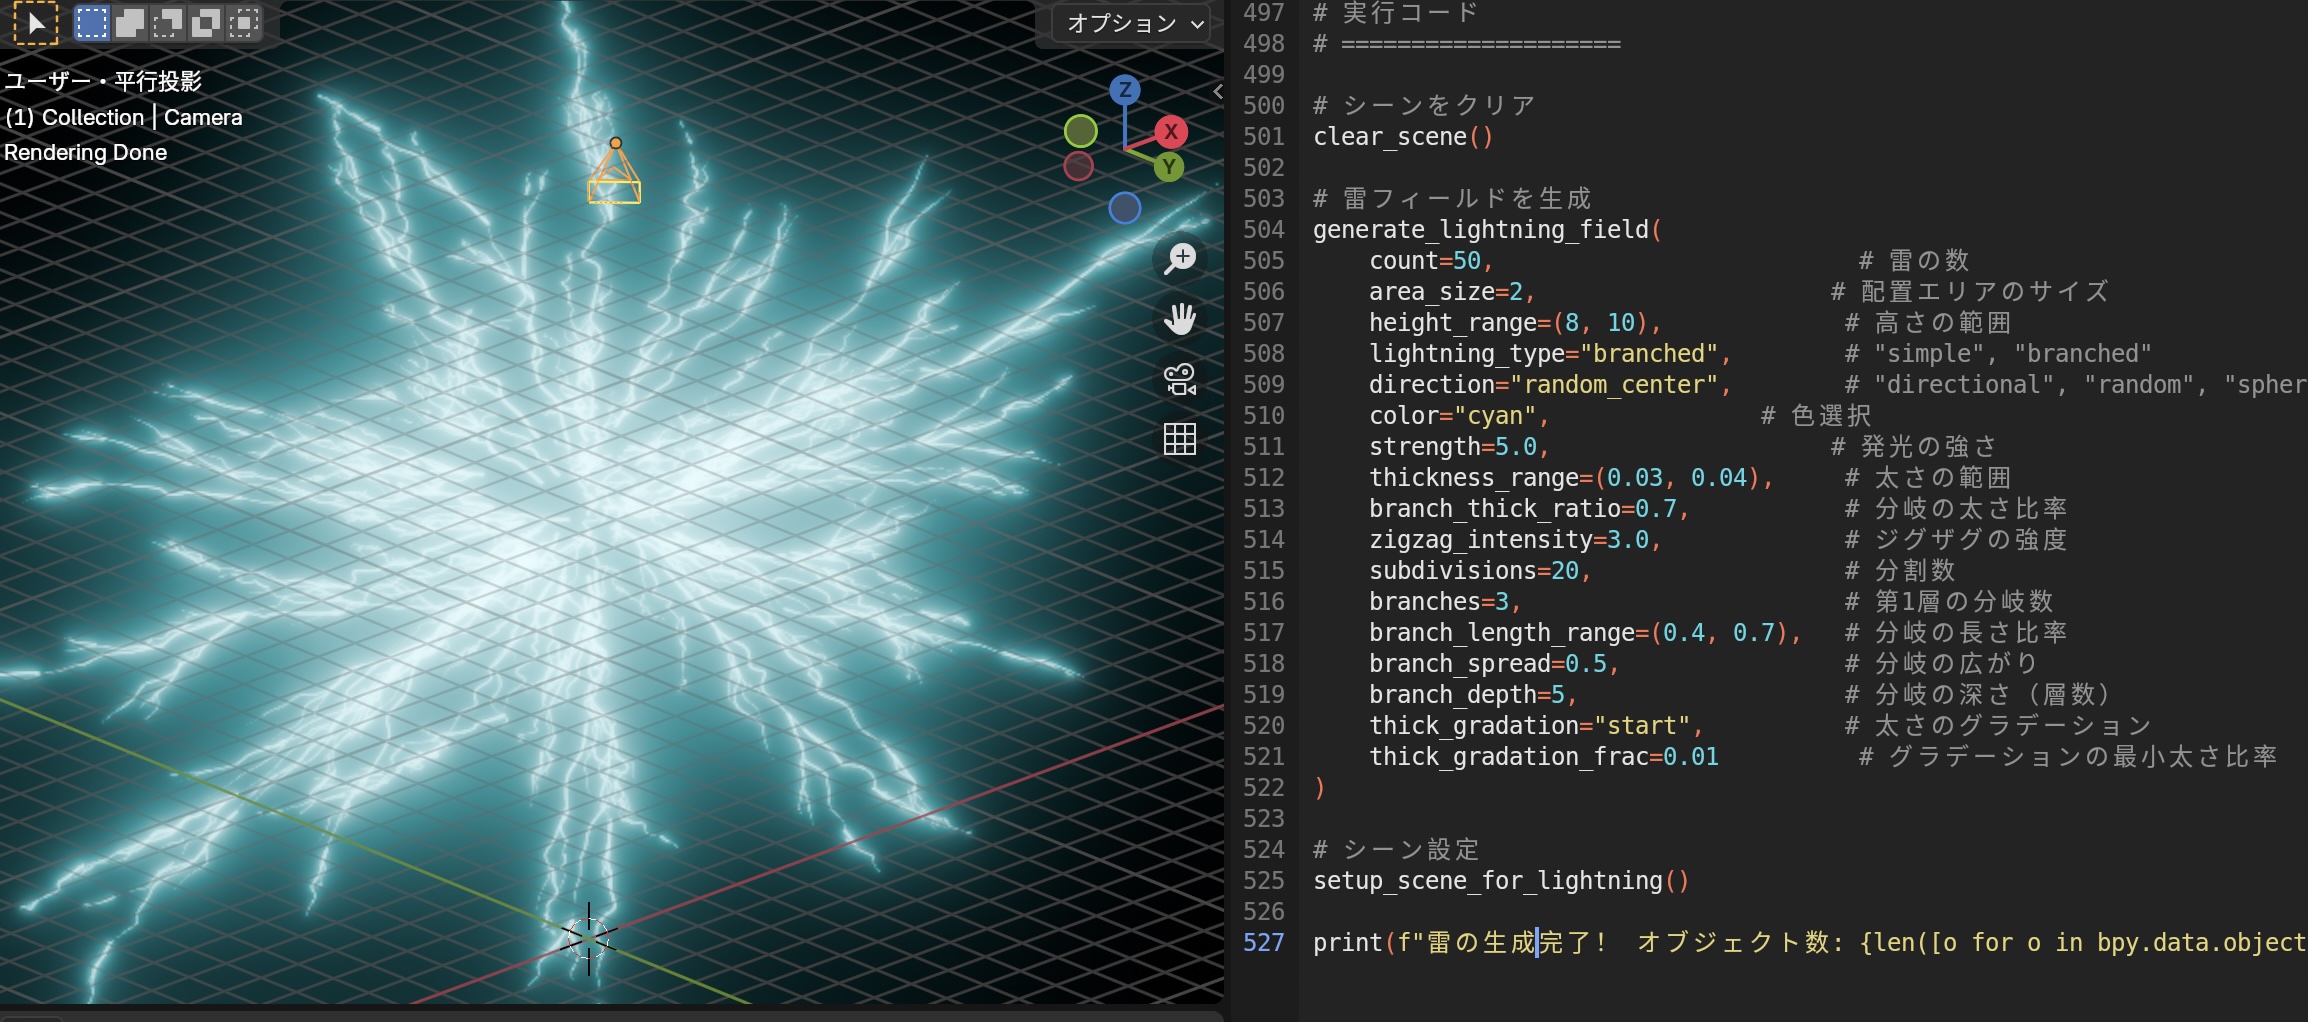 オプション
ユーザー・平行投影
(1) Collection | Camera
Rendering Done
Z
X
Y
497 # 実行コード
498 # ====================
499
500 # シーンをクリア
501 clear_scene()
502
503 # 雷フィールドを生成
504 generate_lightning_field(
505     count=50,                          # 雷の数
506     area_size=2,                     # 配置エリアのサイズ
507     height_range=(8, 10),             # 高さの範囲
508     lightning_type="branched",        # "simple", "branched"
509     direction="random_center",        # "directional", "random", "spher
510     color="cyan",               # 色選択
511     strength=5.0,                    # 発光の強さ
512     thickness_range=(0.03, 0.04),     # 太さの範囲
513     branch_thick_ratio=0.7,           # 分岐の太さ比率
514     zigzag_intensity=3.0,             # ジグザグの強度
515     subdivisions=20,                  # 分割数
516     branches=3,                       # 第1層の分岐数
517     branch_length_range=(0.4, 0.7),   # 分岐の長さ比率
518     branch_spread=0.5,                # 分岐の広がり
519     branch_depth=5,                   # 分岐の深さ（層数）
520     thick_gradation="start",          # 太さのグラデーション
521     thick_gradation_frac=0.01          # グラデーションの最小太さ比率
522 )
523
524 # シーン設定
525 setup_scene_for_lightning()
526
527 print(f"雷の生成完了！ オブジェクト数: {len([o for o in bpy.data.object